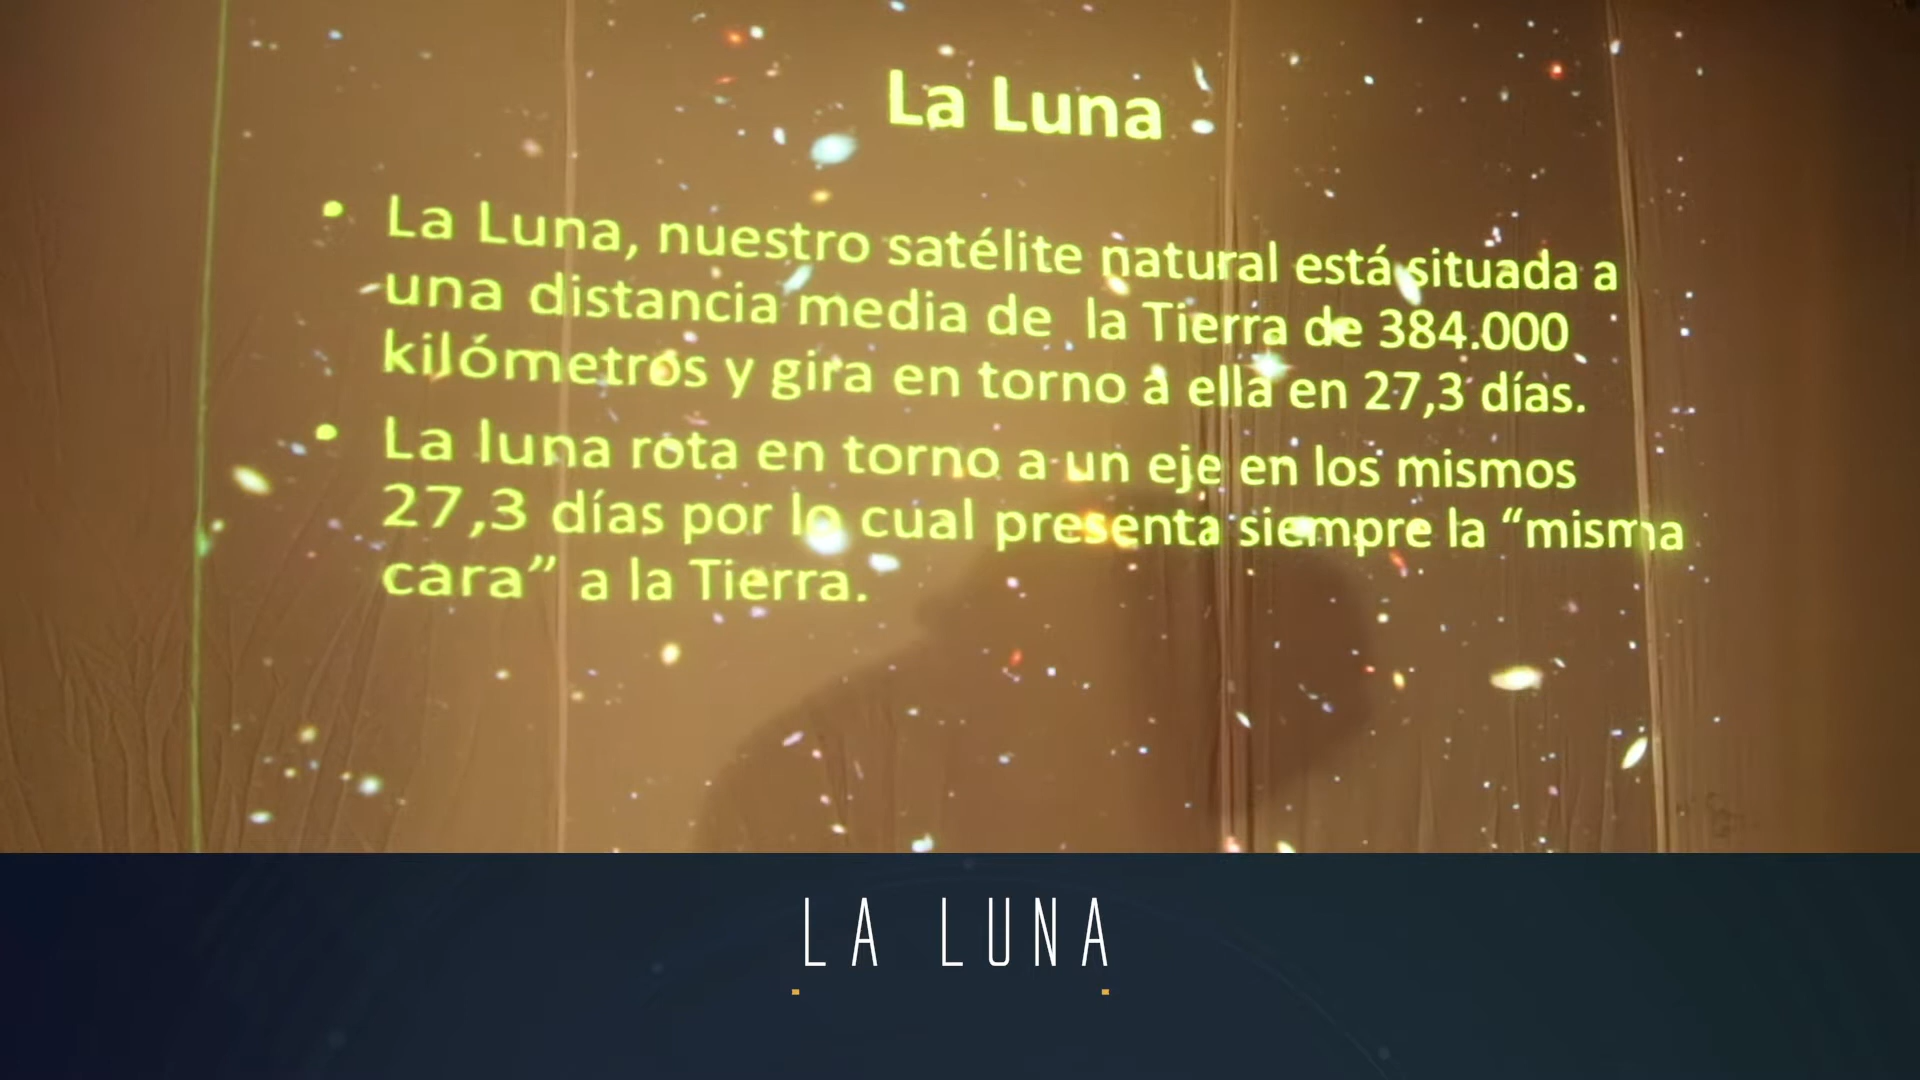 La Luna
• La Luna, nuestro satélite natural está situada a
una distancia media de la Tierra de 384.000
kilómetros y gira en torno a ella en 27,3 días.
• La luna rota en torno a un eje en los mismos
27,3 días por lo cual presenta siempre la “misma
cara” a la Tierra.
LA LUNA